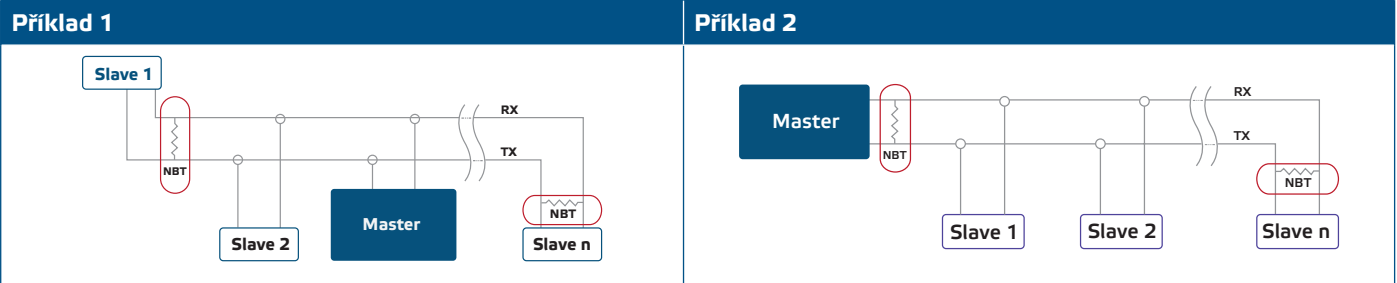 Příklad 1
Slave 1
RX
TX
NBT
NBT
Master
Slave 2
Slave n
Příklad 2
RX
Master
TX
NBT
NBT
Slave 1
Slave 2
Slave n